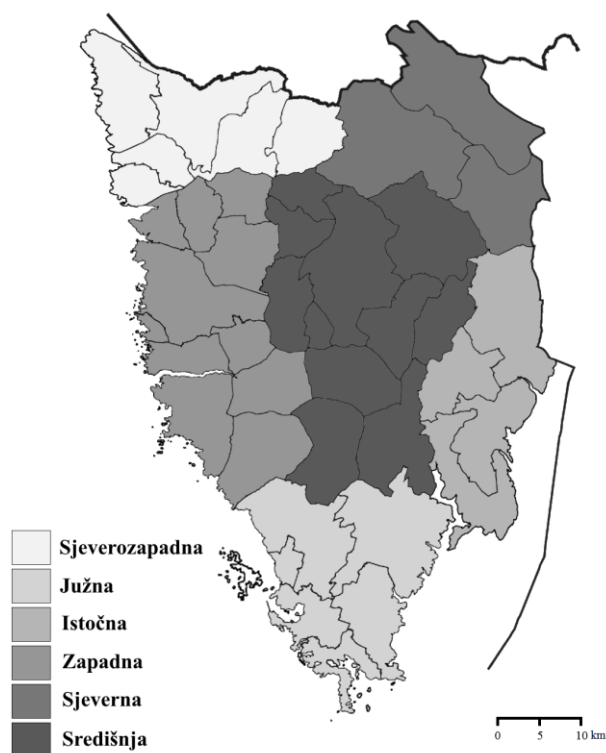 Sjeverozapadna
Južna
Istočna
Zapadna
Sjeverna
Središnja
0 5 10 km